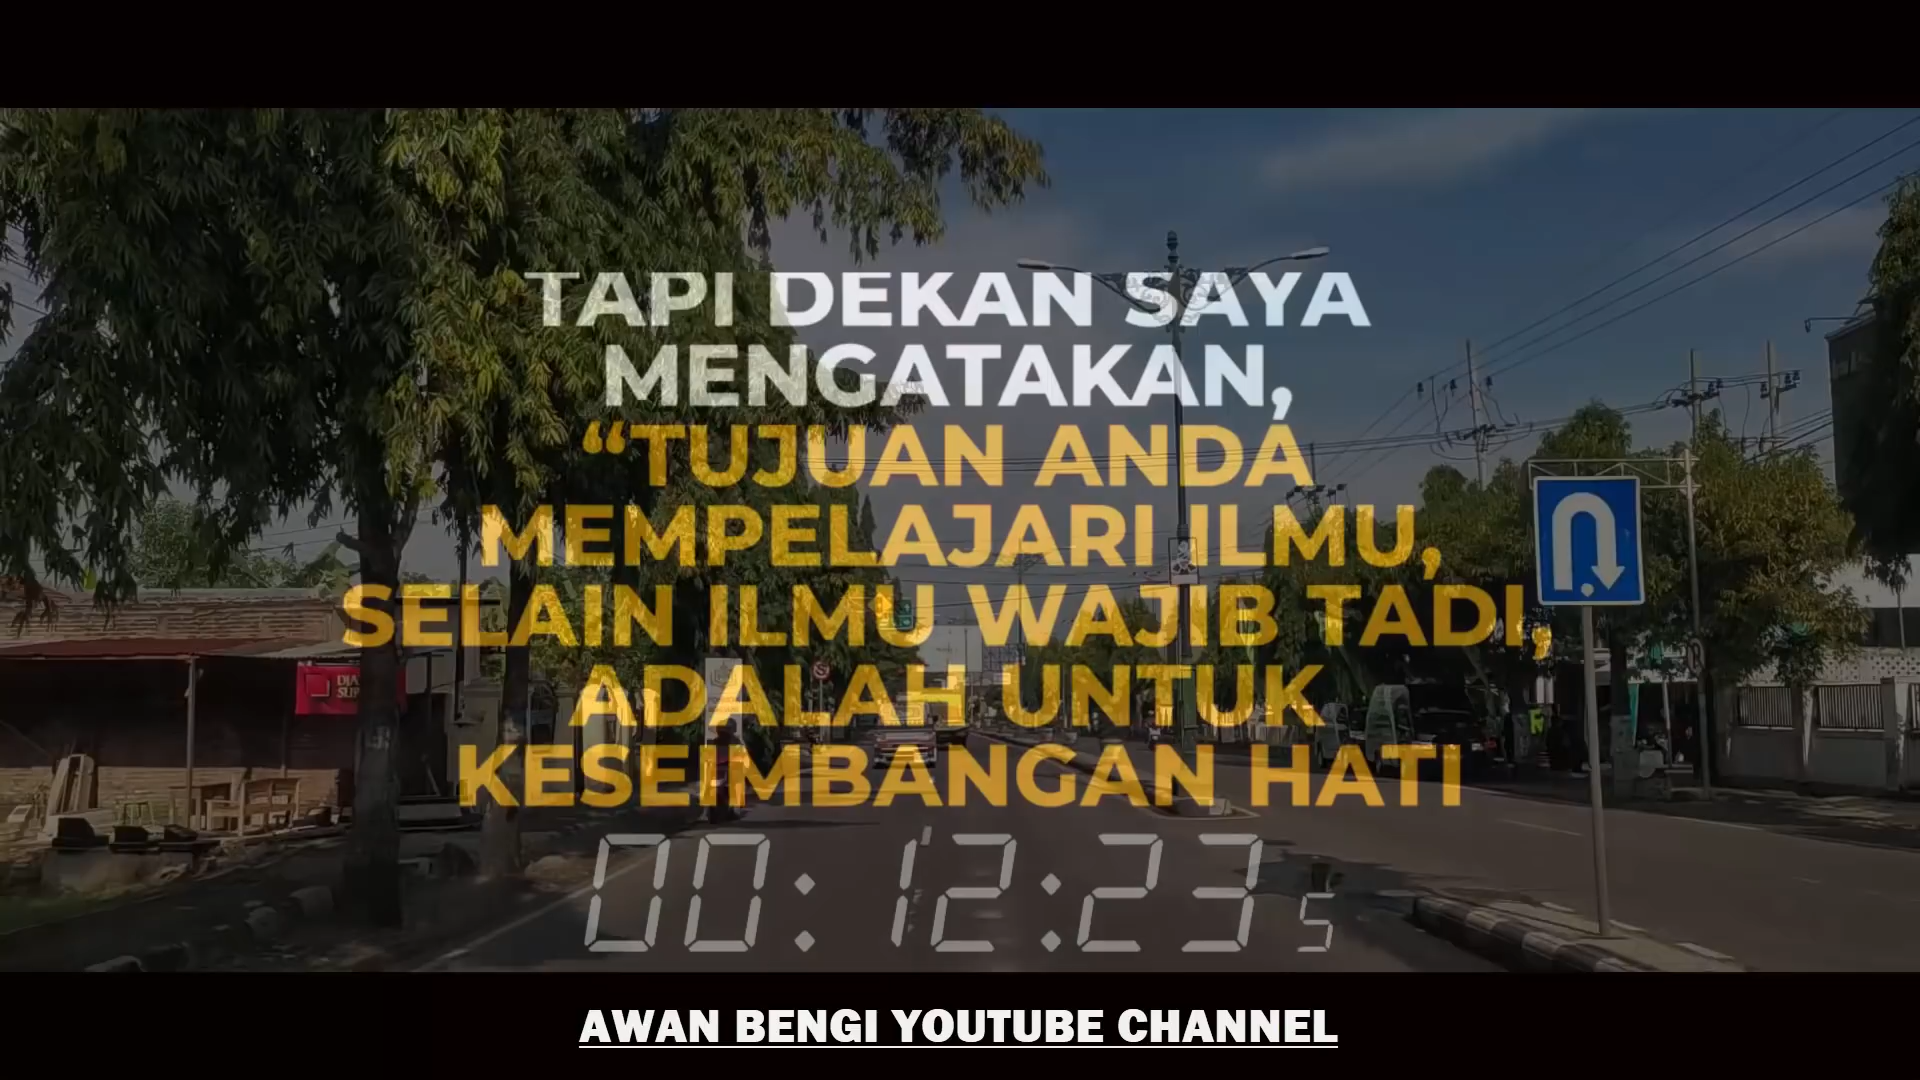 TAPI DEKAN SAYA
MENGATAKAN,
“TUJUAN ANDA
MEMPELAJARI ILMU,
SELAIN ILMU WAJIB TADI,
ADALAH UNTUK
KESEIMBANGAN HATI
00:12:23 s
AWAN BENGI YOUTUBE CHANNEL